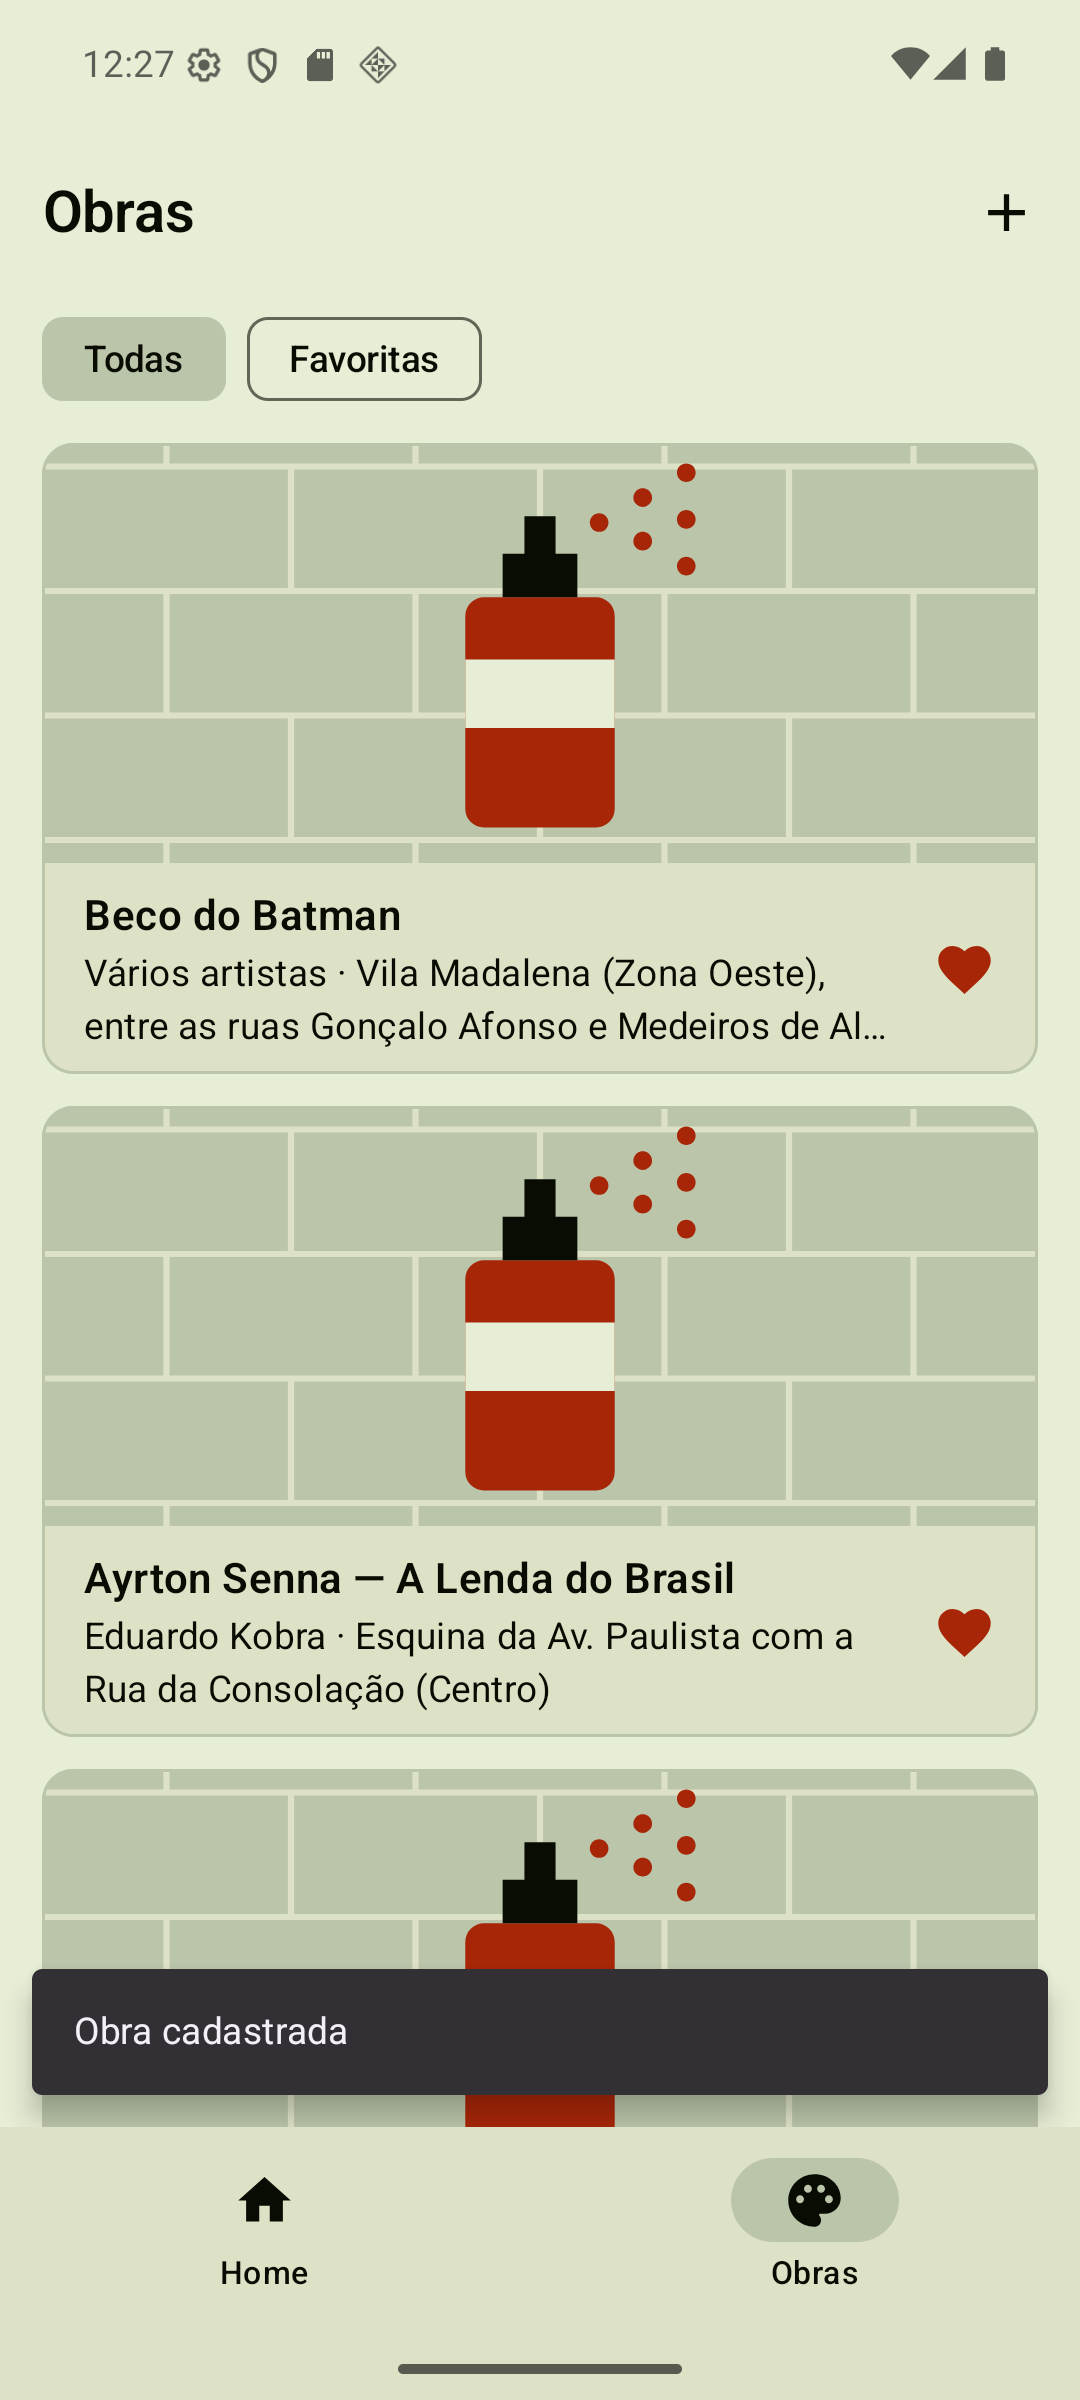 12:27
Obras
Todas
Favoritas
Beco do Batman
Vários artistas · Vila Madalena (Zona Oeste),
entre as ruas Gonçalo Afonso e Medeiros de Al…
Ayrton Senna — A Lenda do Brasil
Eduardo Kobra · Esquina da Av. Paulista com a
Rua da Consolação (Centro)
Obra cadastrada
Home
Obras